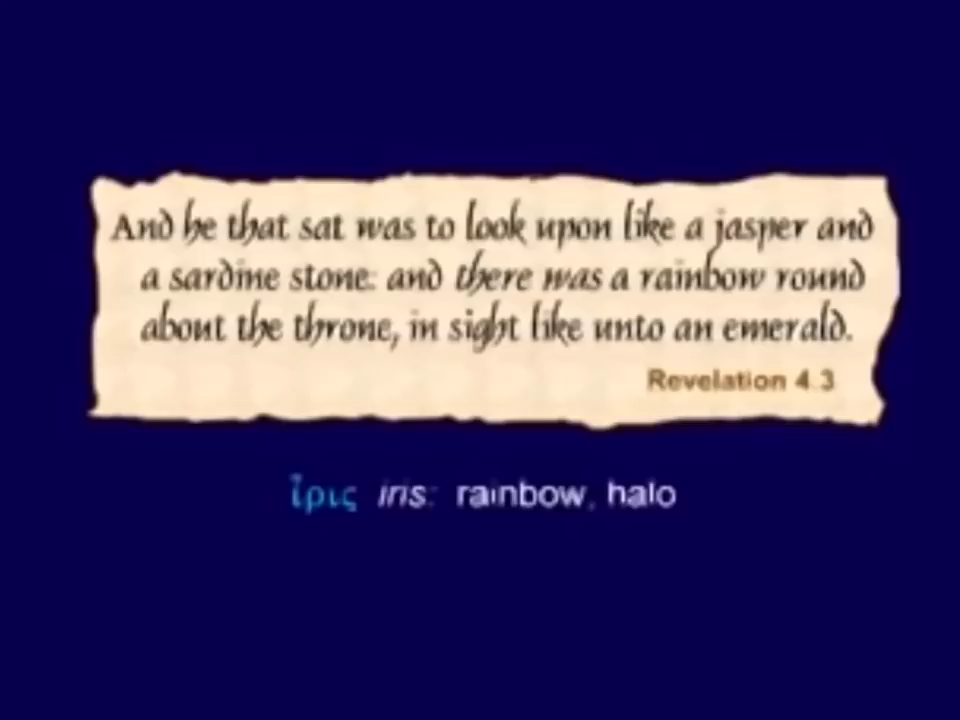 And he that sat was to look upon like a jasper and
a sardine stone: and there was a rainbow round
about the throne, in sight like unto an emerald.
Revelation 4:3
ἶρις iris: rainbow, halo